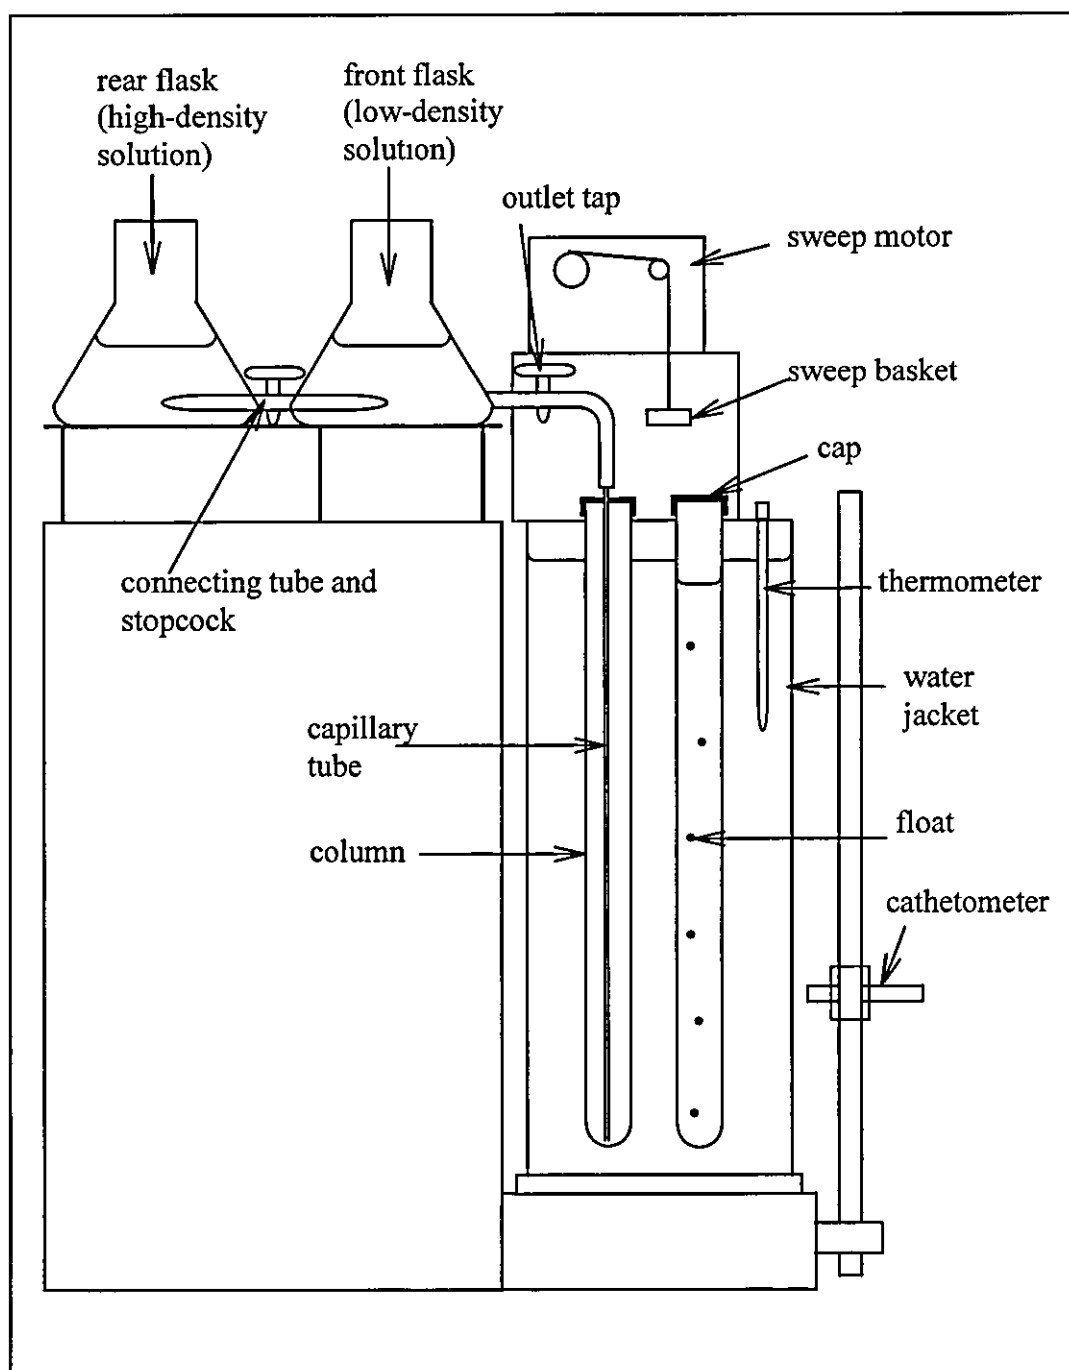 rear flask
(high-density
solution)
front flask
(low-density
solution)
outlet tap
sweep motor
sweep basket
cap
connecting tube and
stopcock
thermometer
water
jacket
capillary
tube
float
column
cathetometer